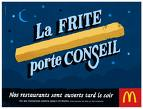 La FRITE
porte CONSEIL
Nos restaurants sont ouverts tard le soir